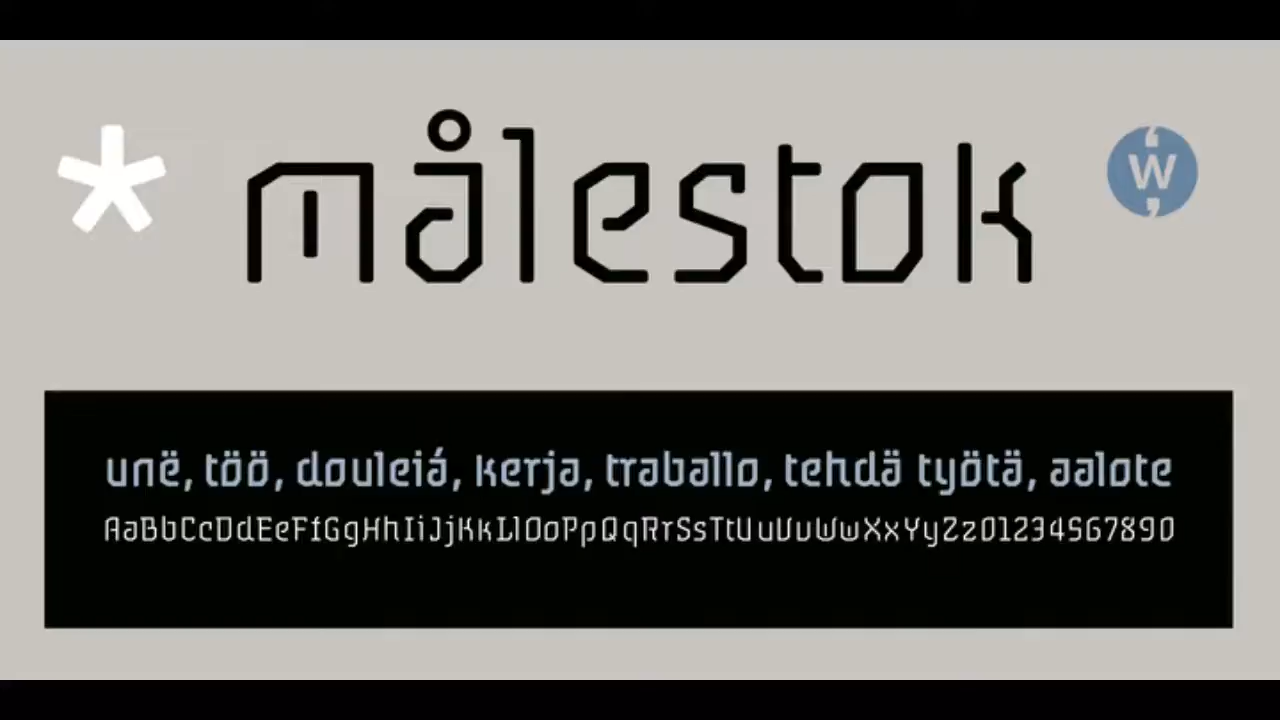 * målestok ‘W’
unë, töö, douleiá, kerja, traballo, tehdä työtä, aalote
AaBbCcDdEeFfGgHhIiJjKkLlOoPpQqRrSsTtUuVvWwXxYyZz01234567890